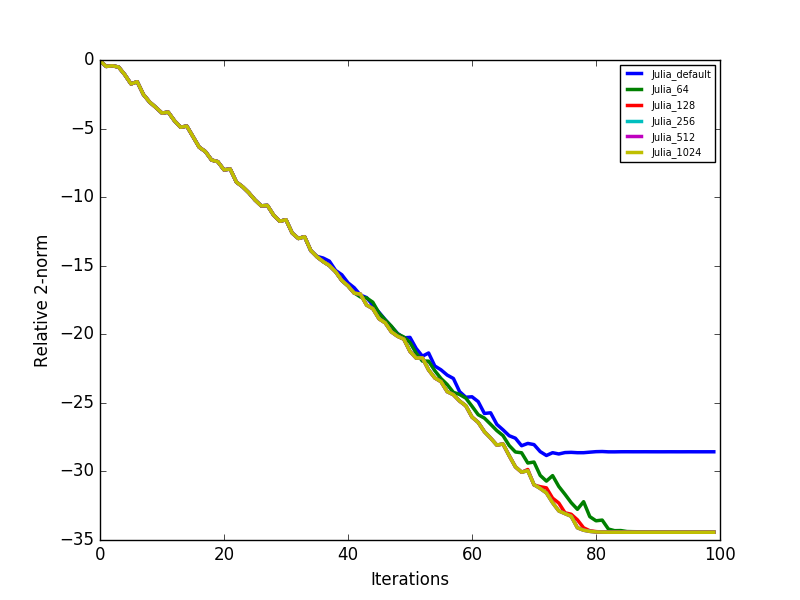 0
−5
−10
−15
−20
−25
−30
−35
Relative 2-norm
0
20
40
60
80
100
Iterations
Julia_default
Julia_64
Julia_128
Julia_256
Julia_512
Julia_1024